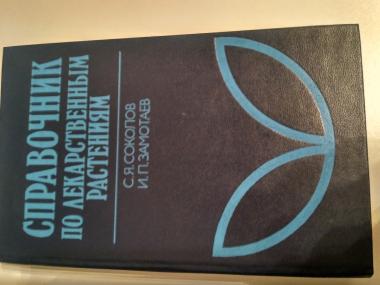 СПРАВОЧНИК
ПО ЛЕКАРСТВЕННЫМ
РАСТЕНИЯМ
С.Я.СОКОЛОВ
И.П.ЗАМОТАЕВ